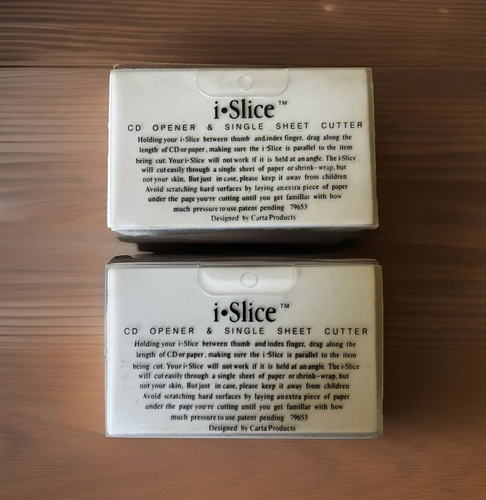 i•Slice™
CD OPENER & SINGLE SHEET CUTTER
Holding your i•Slice between thumb and index finger, drag along the
length of CD or paper, making sure the i•Slice is parallel to the item
being cut. Your i•Slice will not work if it is held at an angle. The i•Slice
will cut easily through a single sheet of paper or shrink-wrap, but
not your skin, But just in case, please keep it away from children
Avoid scratching hard surfaces by laying an extra piece of paper
under the page you're cutting until you get familiar with how
much pressure to use.patent pending 79653
Designed by Carta Products
i•Slice™
CD OPENER & SINGLE SHEET CUTTER
Holding your i•Slice between thumb and index finger, drag along the
length of CD or paper, making sure the i•Slice is parallel to the item
being cut. Your i•Slice will not work if it is held at an angle. The i•Slice
will cut easily through a single sheet of paper or shrink-wrap, but
not your skin, But just in case, please keep it away from children
Avoid scratching hard surfaces by laying an extra piece of paper
under the page you're cutting until you get familiar with how
much pressure to use.patent pending 79653
Designed by Carta Products